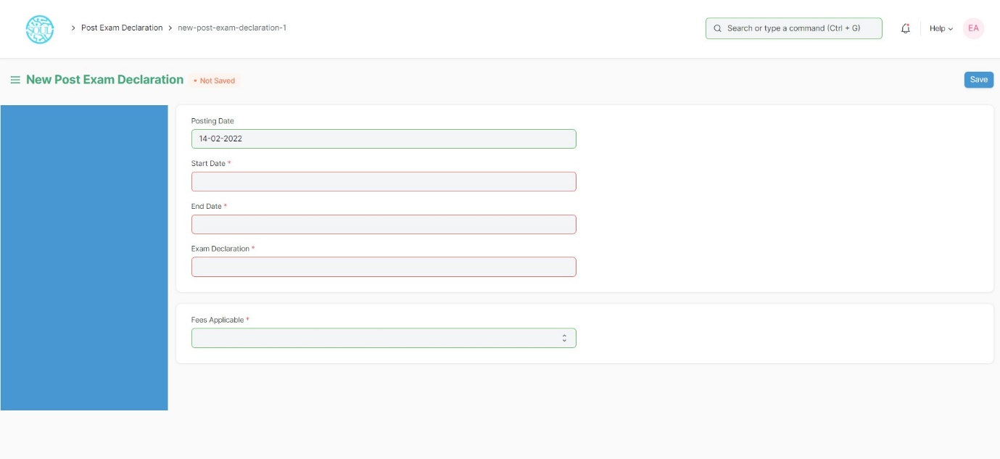 SOUL
Post Exam Declaration
new-post-exam-declaration-1
Search or type a command (Ctrl + G)
Help
EA
New Post Exam Declaration
• Not Saved
Save
Posting Date
14-02-2022
Start Date *
End Date *
Exam Declaration *
Fees Applicable *